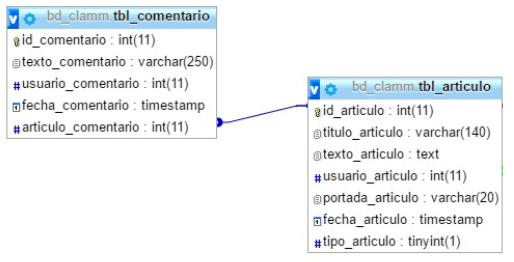 bd_clamm.tbl_comentario
id_comentario : int(11)
texto_comentario : varchar(250)
usuario_comentario : int(11)
fecha_comentario : timestamp
articulo_comentario : int(11)
bd_clamm.tbl_articulo
id_articulo : int(11)
titulo_articulo : varchar(140)
texto_articulo : text
usuario_articulo : int(11)
portada_articulo : varchar(20)
fecha_articulo : timestamp
tipo_articulo : tinyint(1)